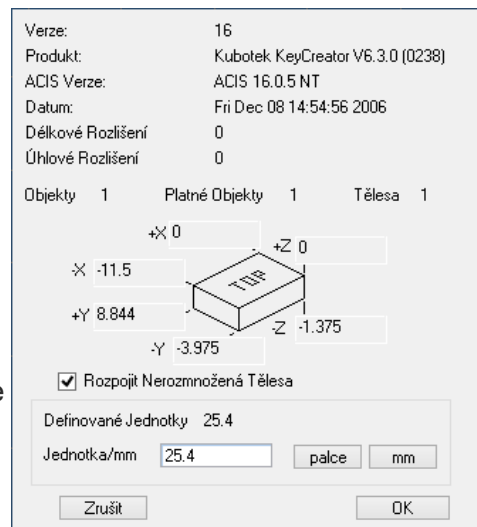 Verze: 16
Produkt: Kubotek KeyCreator V6.3.0 (0238)
ACIS Verze: ACIS 16.0.5 NT
Datum: Fri Dec 08 14:54:56 2006
Délkové Rozlišení 0
Úhlové Rozlišení 0
Objekty 1 Platné Objekty 1 Tělesa 1
+X 0
+Z 0
-X -11.5
TOP
+Y 8.844
-Z -1.375
-Y -3.975
Rozpojit Nerozmnožená Tělesa
e
Definované Jednotky 25.4
Jednotka/mm 25.4 palce mm
Zrušit OK